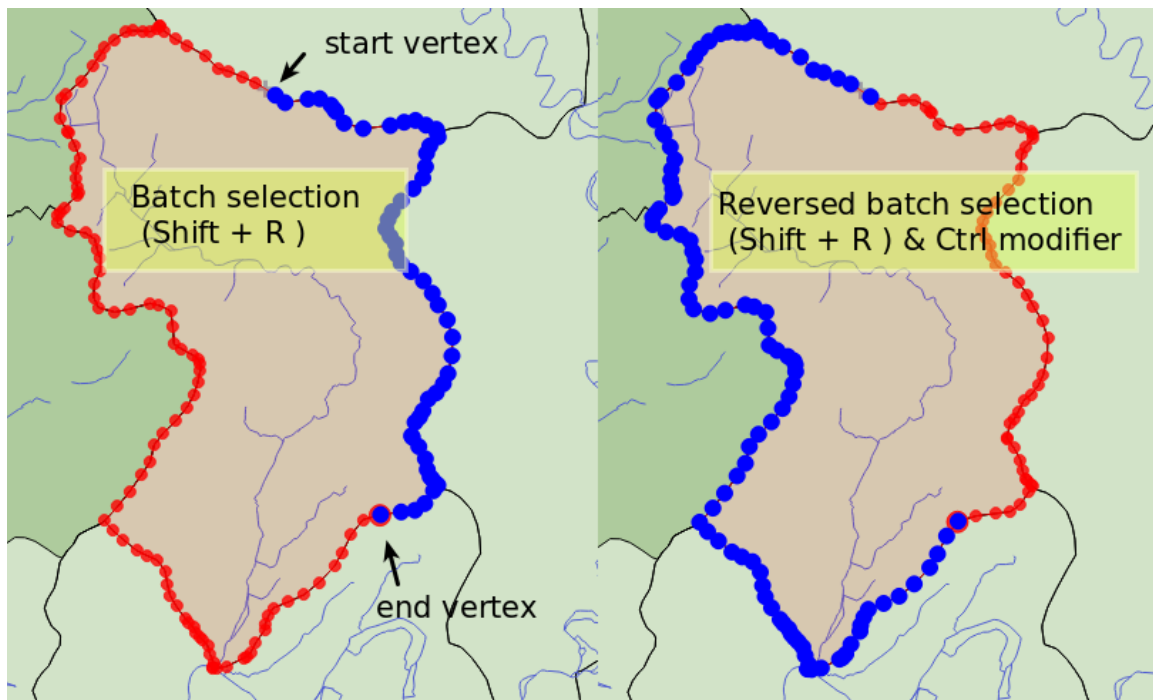 start vertex
Batch selection
(Shift + R )
end vertex
Reversed batch selection
(Shift + R ) & Ctrl modifier